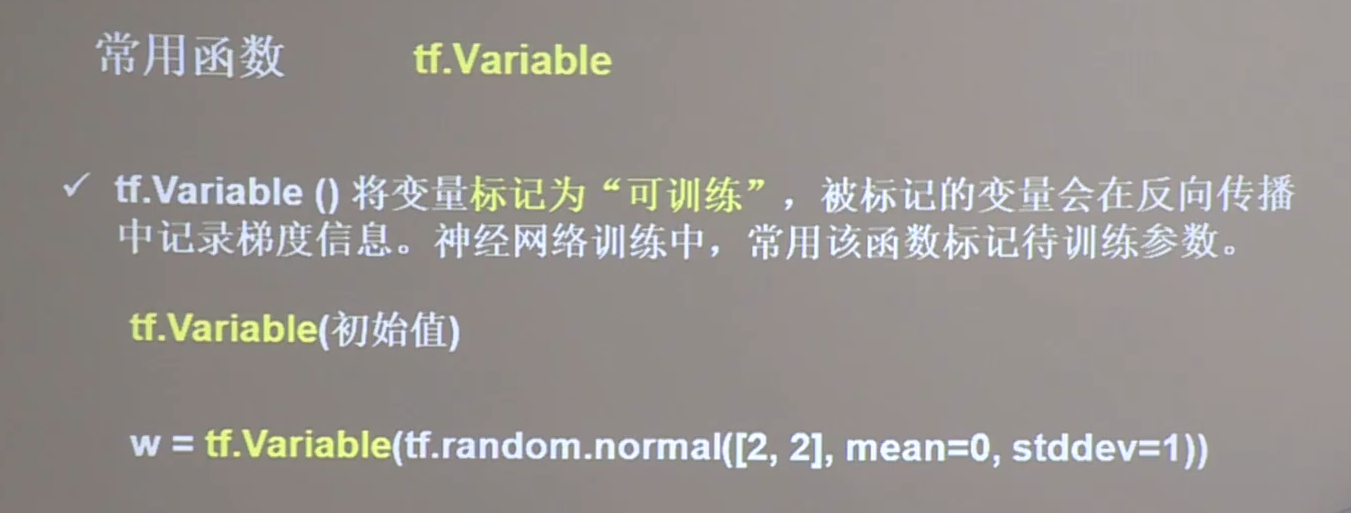 常用函数 tf.Variable
✓ tf.Variable () 将变量标记为“可训练”，被标记的变量会在反向传播
中记录梯度信息。神经网络训练中，常用该函数标记待训练参数。
tf.Variable(初始值)
w = tf.Variable(tf.random.normal([2, 2], mean=0, stddev=1))